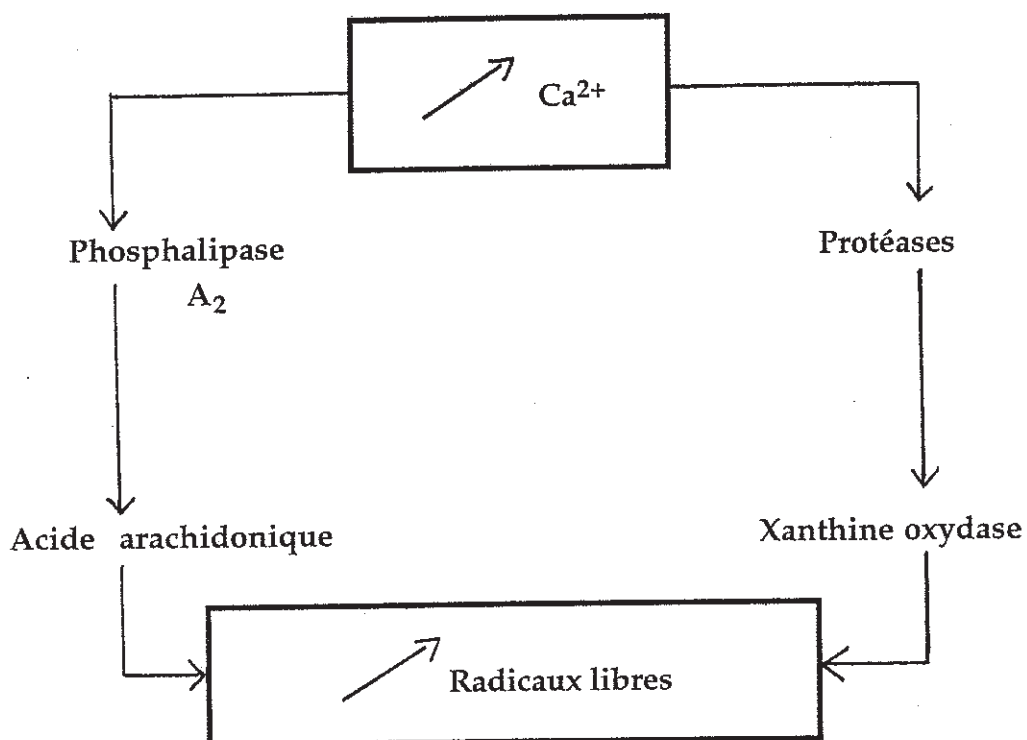 Ca²⁺
Phosphalipase
A₂
Protéases
Acide arachidonique
Xanthine oxydase
Radicaux libres